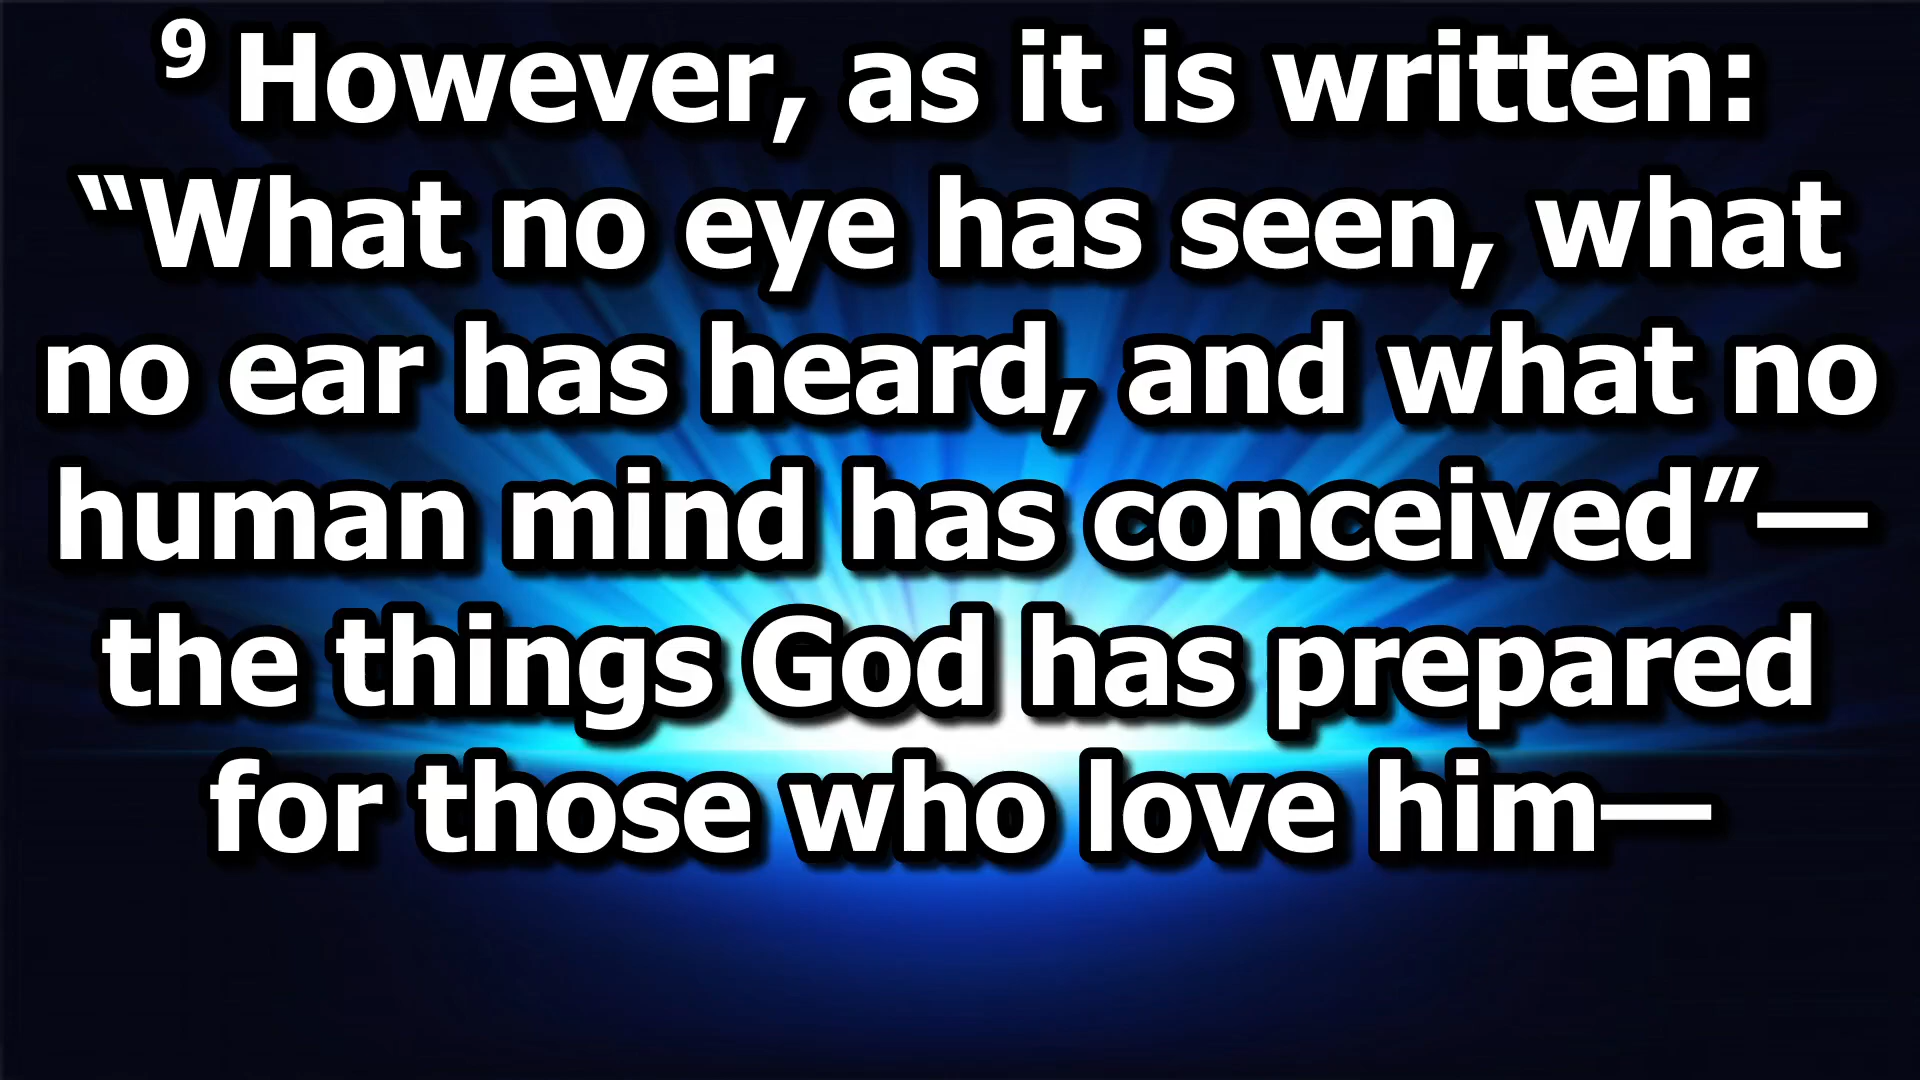 9 However, as it is written:
“What no eye has seen, what
no ear has heard, and what no
human mind has conceived”—
the things God has prepared
for those who love him—